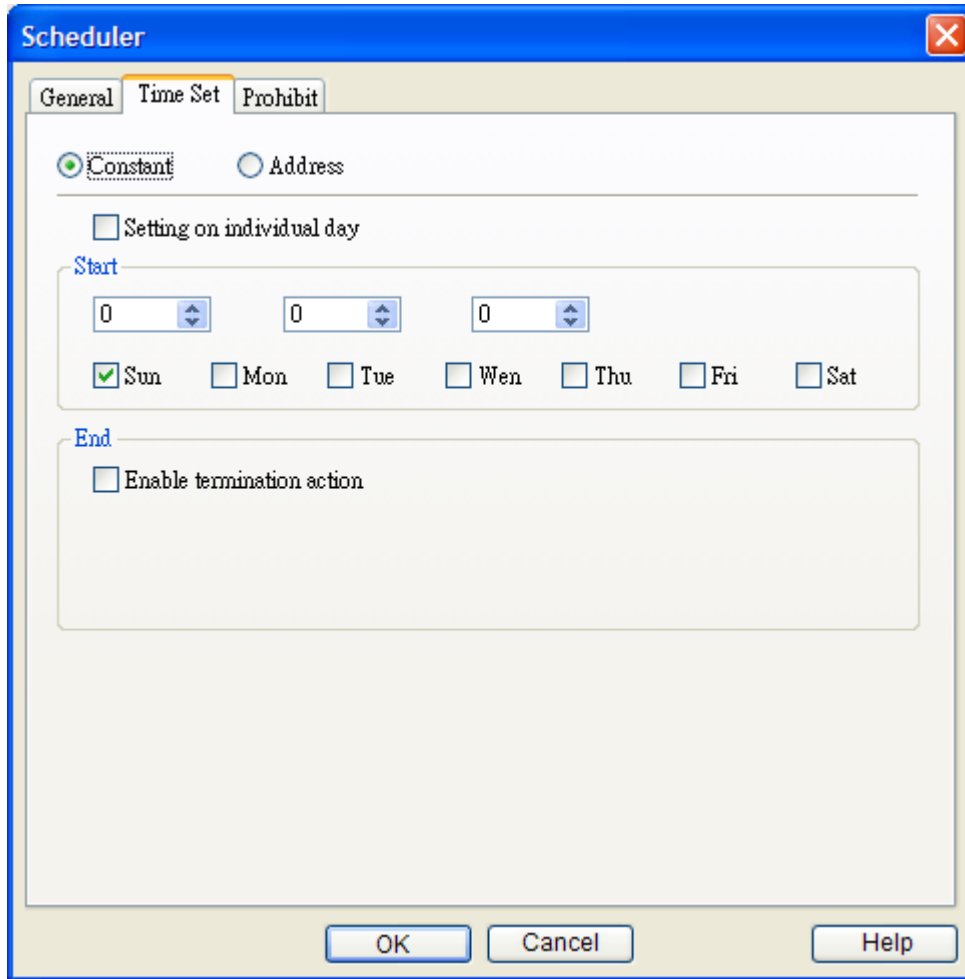 Scheduler
General Time Set Prohibit
Constant Address
Setting on individual day
Start
0 0 0
Sun Mon Tue Wen Thu Fri Sat
End
Enable termination action
OK Cancel Help